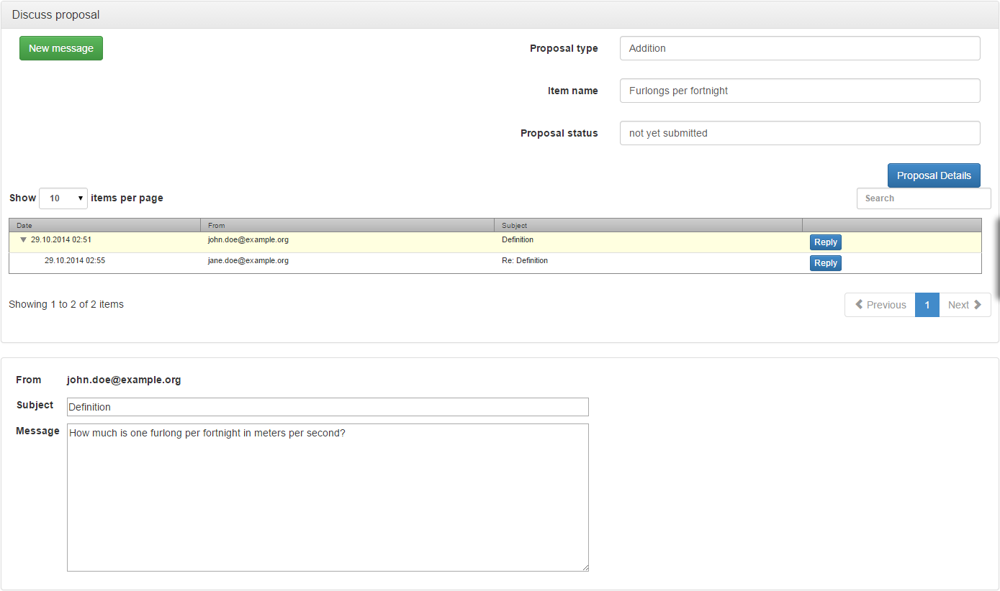 Discuss proposal
New message
Proposal type Addition
Item name Furlongs per fortnight
Proposal status not yet submitted
Proposal Details
Show 10 items per page Search
Date From Subject
29.10.2014 02:51 john.doe@example.org Definition Reply
29.10.2014 02:55 jane.doe@example.org Re: Definition Reply
Showing 1 to 2 of 2 items Previous 1 Next
From john.doe@example.org
Subject Definition
Message How much is one furlong per fortnight in meters per second?